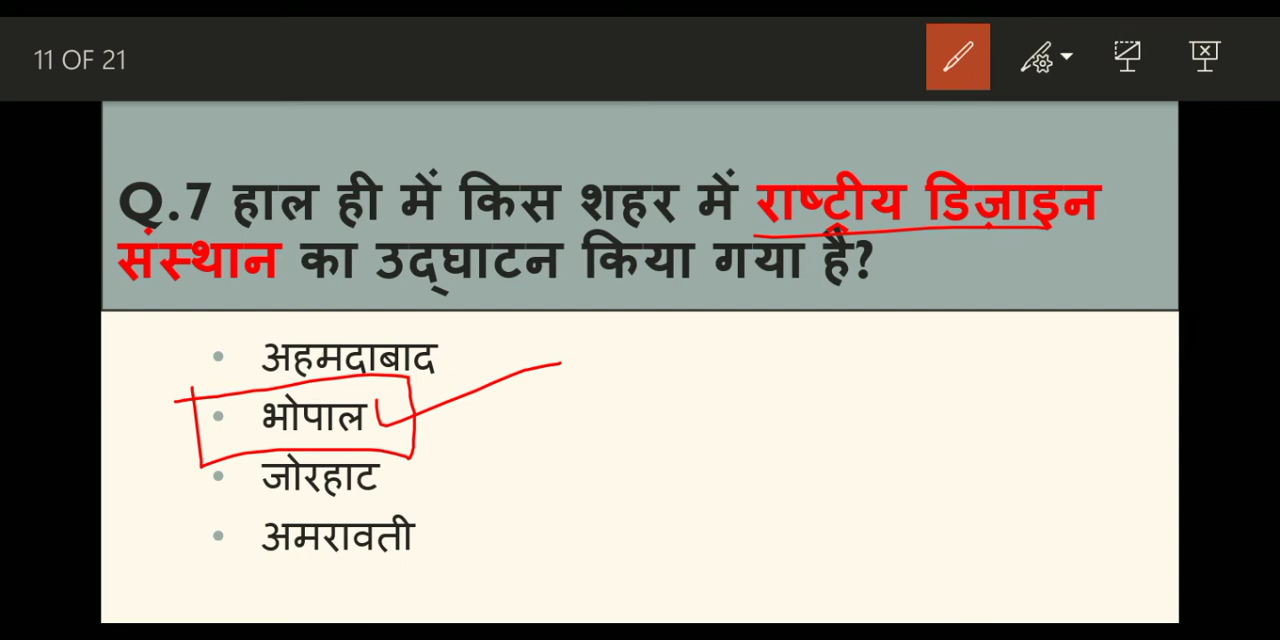 11 OF 21
Q.7 हाल ही में किस शहर में राष्ट्रीय डिज़ाइन
संस्थान का उद्घाटन किया गया है?
• अहमदाबाद
• भोपाल
• जोरहाट
• अमरावती